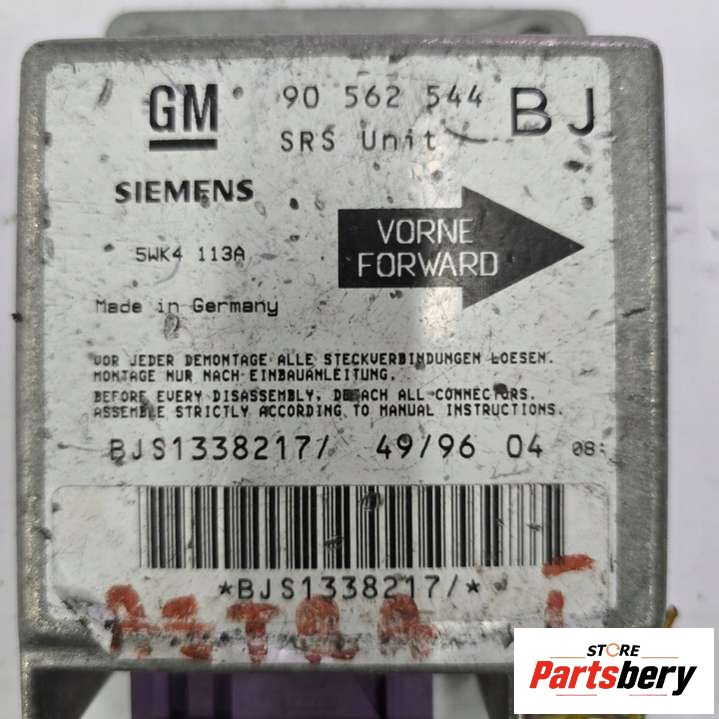 GM 90 562 544 BJ
SRS Unit
SIEMENS
5WK4 113A
VORNE
FORWARD
Made in Germany
VOR JEDER DEMONTAGE ALLE STECKVERBINDUNGEN LOESEN.
MONTAGE NUR NACH EINBAUANLEITUNG.
BEFORE EVERY DISASSEMBLY, DETACH ALL CONNECTORS.
ASSEMBLE STRICTLY ACCORDING TO MANUAL INSTRUCTIONS.
BJS1338217/ 49/96 04 08:
*BJS1338217/*
STORE
Partsbery